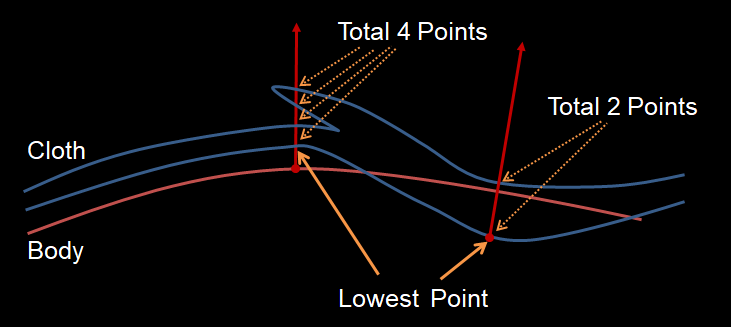 Total 4 Points
Total 2 Points
Cloth
Body
Lowest Point